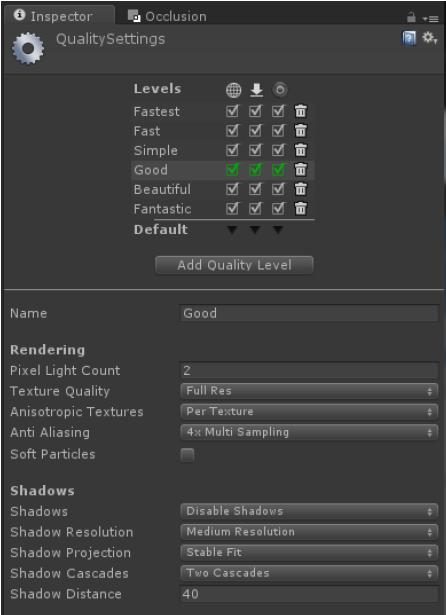 Inspector Occlusion
QualitySettings
Levels
Fastest
Fast
Simple
Good
Beautiful
Fantastic
Default
Add Quality Level
Name Good
Rendering
Pixel Light Count 2
Texture Quality Full Res
Anisotropic Textures Per Texture
Anti Aliasing 4x Multi Sampling
Soft Particles
Shadows
Shadows Disable Shadows
Shadow Resolution Medium Resolution
Shadow Projection Stable Fit
Shadow Cascades Two Cascades
Shadow Distance 40